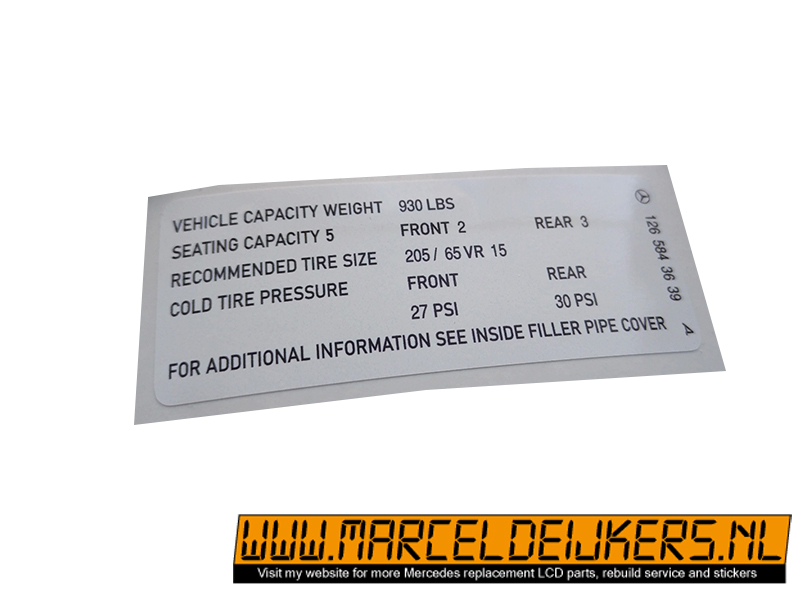 VEHICLE CAPACITY WEIGHT 930 LBS
SEATING CAPACITY 5 FRONT 2 REAR 3
RECOMMENDED TIRE SIZE 205 / 65 VR 15
COLD TIRE PRESSURE FRONT REAR
27 PSI 30 PSI
FOR ADDITIONAL INFORMATION SEE INSIDE FILLER PIPE COVER
126 584 36 39 A
WWW.MARCELDEIJKERS.NL
Visit my website for more Mercedes replacement LCD parts, rebuild service and stickers